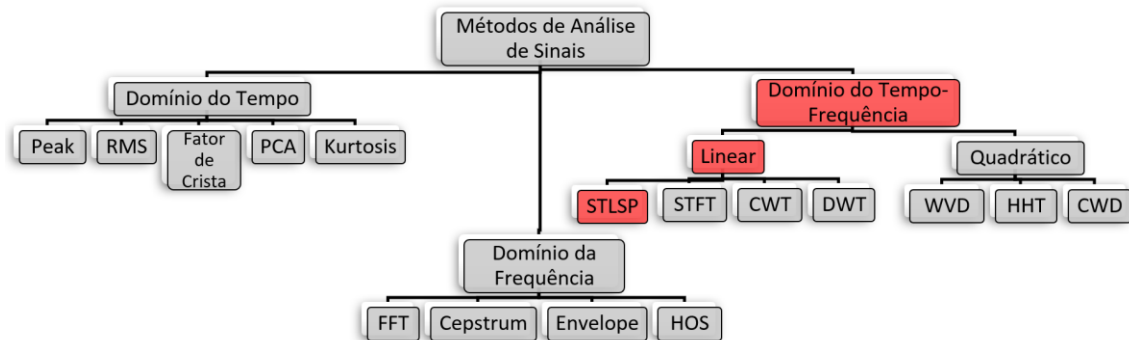 Métodos de Análise
de Sinais
Domínio do Tempo
Peak
RMS
Fator
de
Crista
PCA
Kurtosis
Domínio do Tempo-
Frequência
Linear
STLSP
STFT
CWT
DWT
Quadrático
WVD
HHT
CWD
Domínio da
Frequência
FFT
Cepstrum
Envelope
HOS